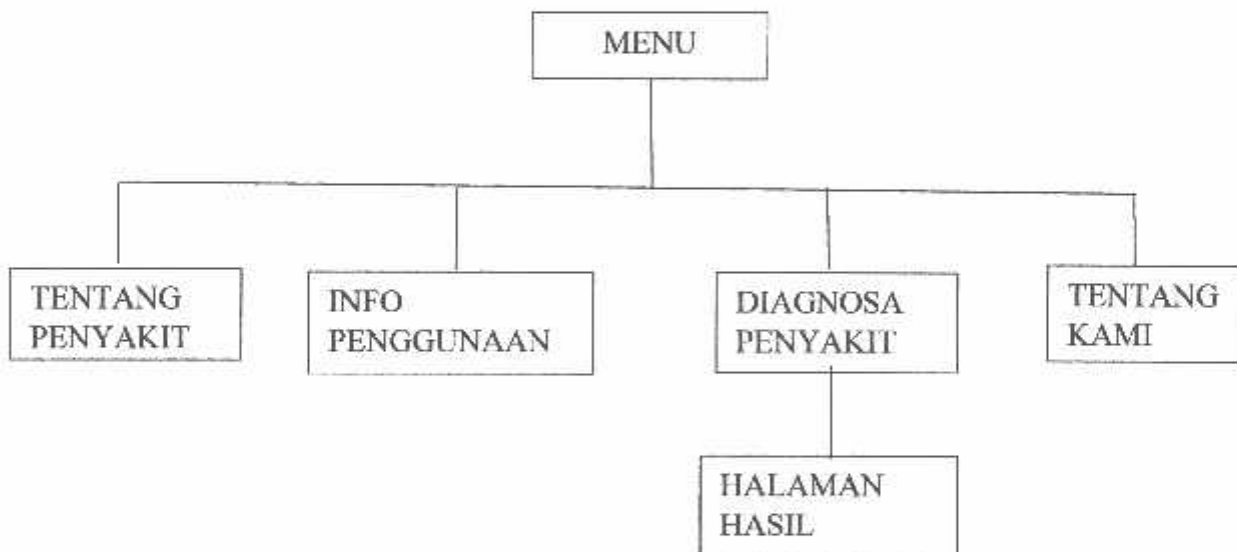 MENU
TENTANG
PENYAKIT
INFO
PENGGUNAAN
DIAGNOSA
PENYAKIT
TENTANG
KAMI
HALAMAN
HASIL